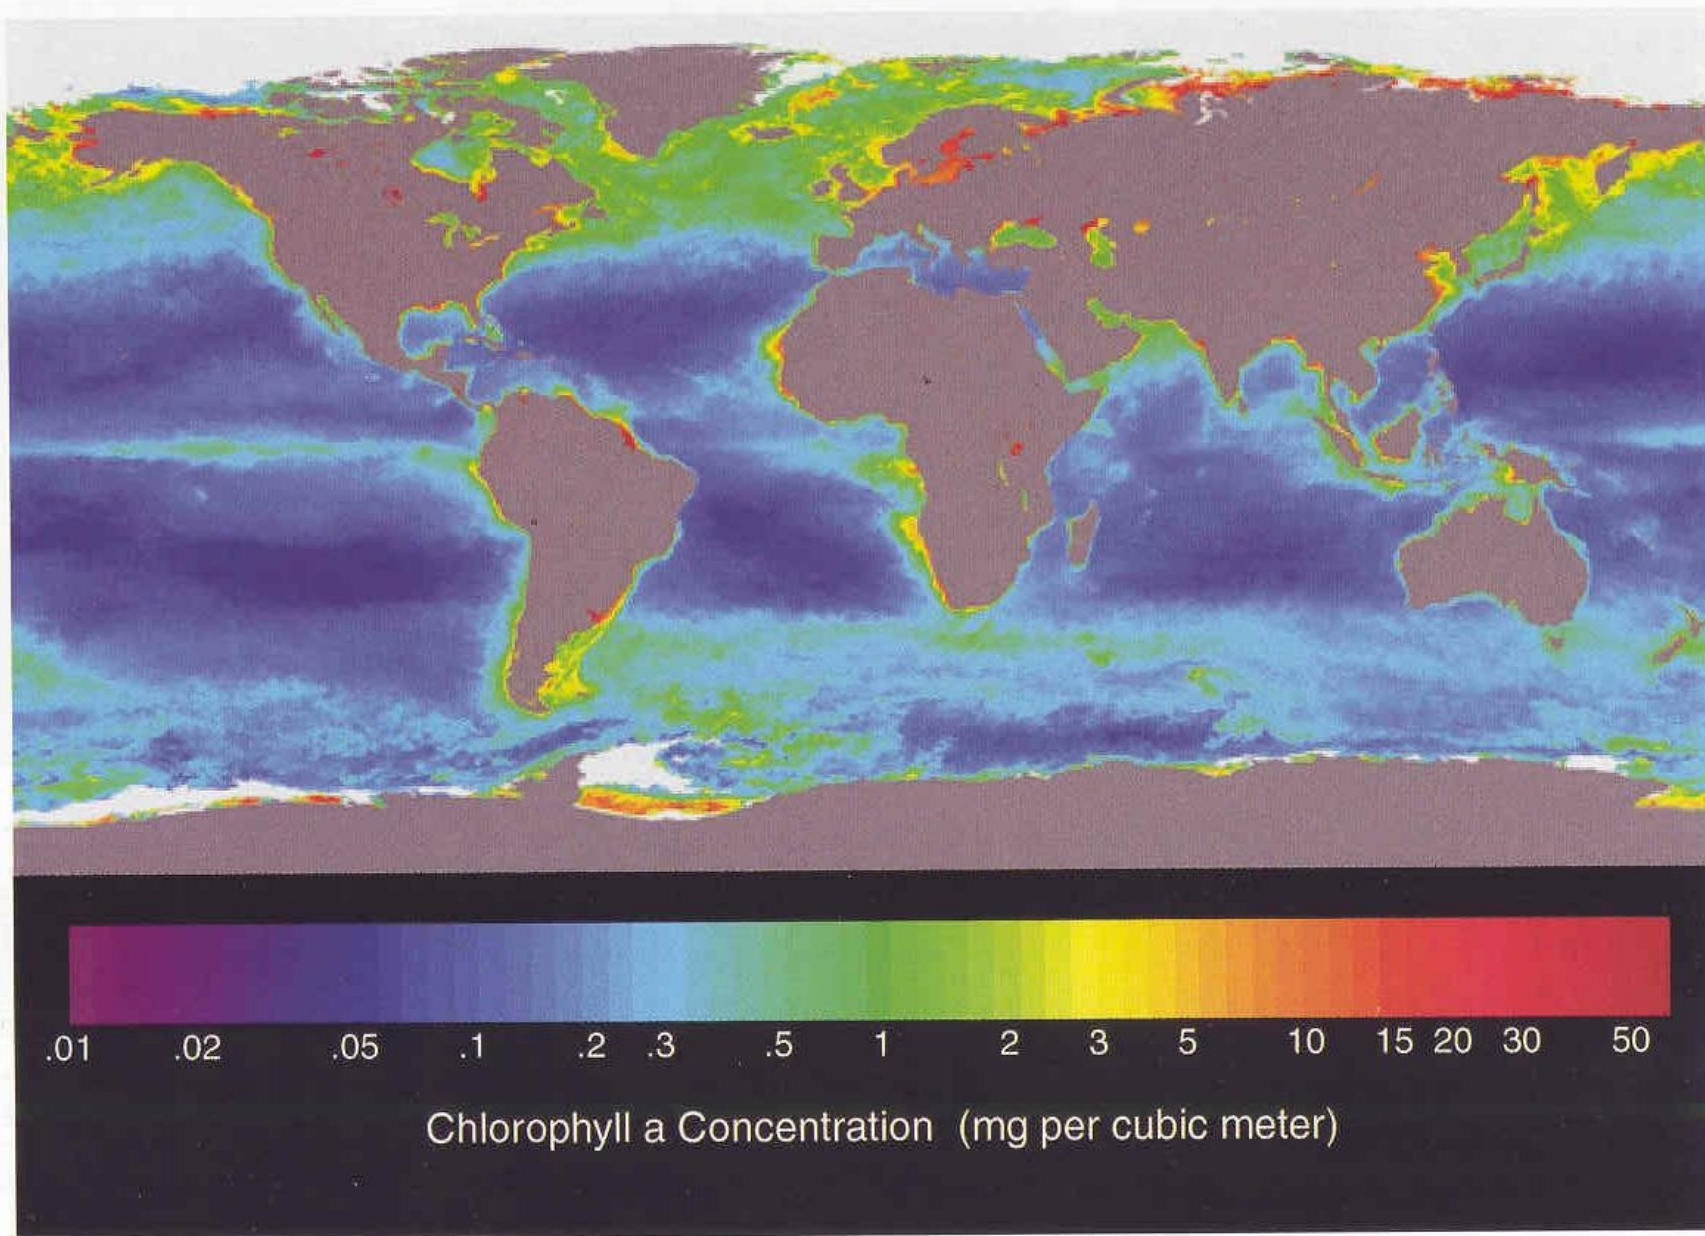 .01 .02 .05 .1 .2 .3 .5 1 2 3 5 10 15 20 30 50
Chlorophyll a Concentration (mg per cubic meter)